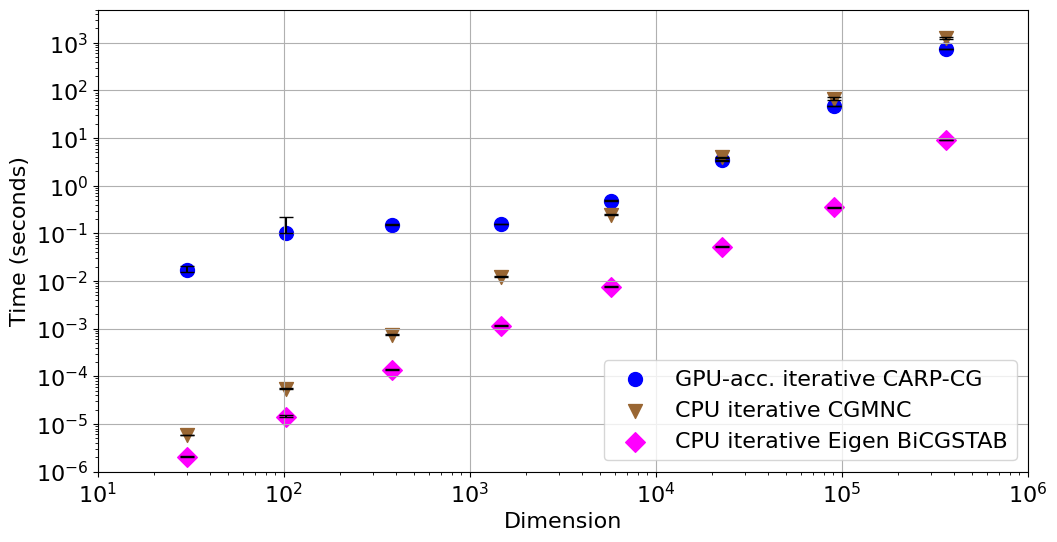 10³
10²
10¹
10⁰
10⁻¹
10⁻²
10⁻³
10⁻⁴
10⁻⁵
10⁻⁶
Time (seconds)
GPU-acc. iterative CARP-CG
CPU iterative CGMNC
CPU iterative Eigen BiCGSTAB
10¹ 10² 10³ 10⁴ 10⁵ 10⁶
Dimension